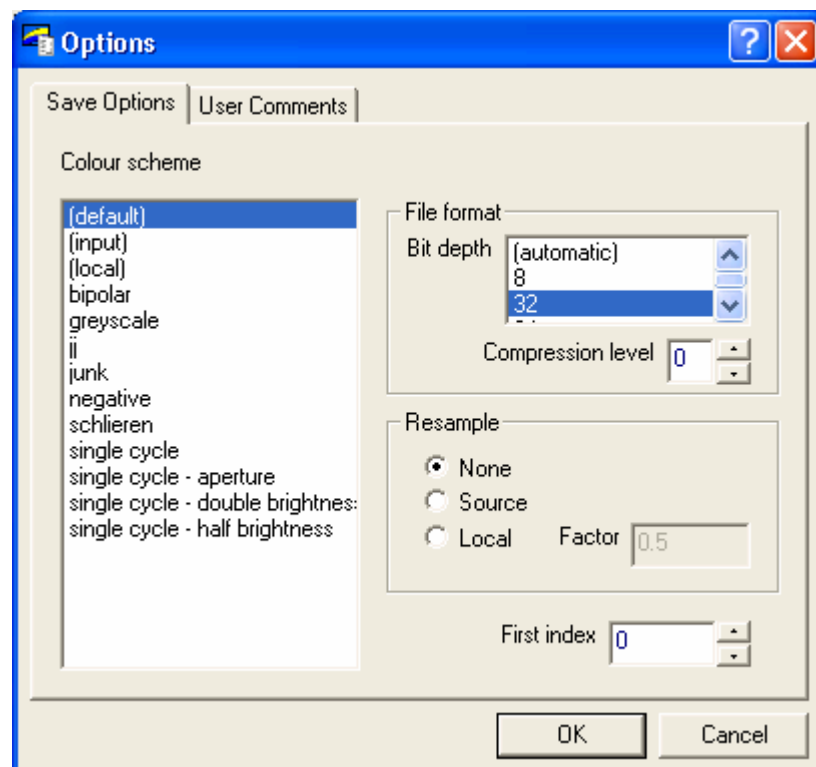 Options
Save Options User Comments
Colour scheme
(default)
(input)
(local)
bipolar
greyscale
jj
junk
negative
schlieren
single cycle
single cycle - aperture
single cycle - double brightnes
single cycle - half brightness
File format
Bit depth
(automatic)
8
32
Compression level 0
Resample
None
Source
Local Factor 0.5
First index 0
OK Cancel